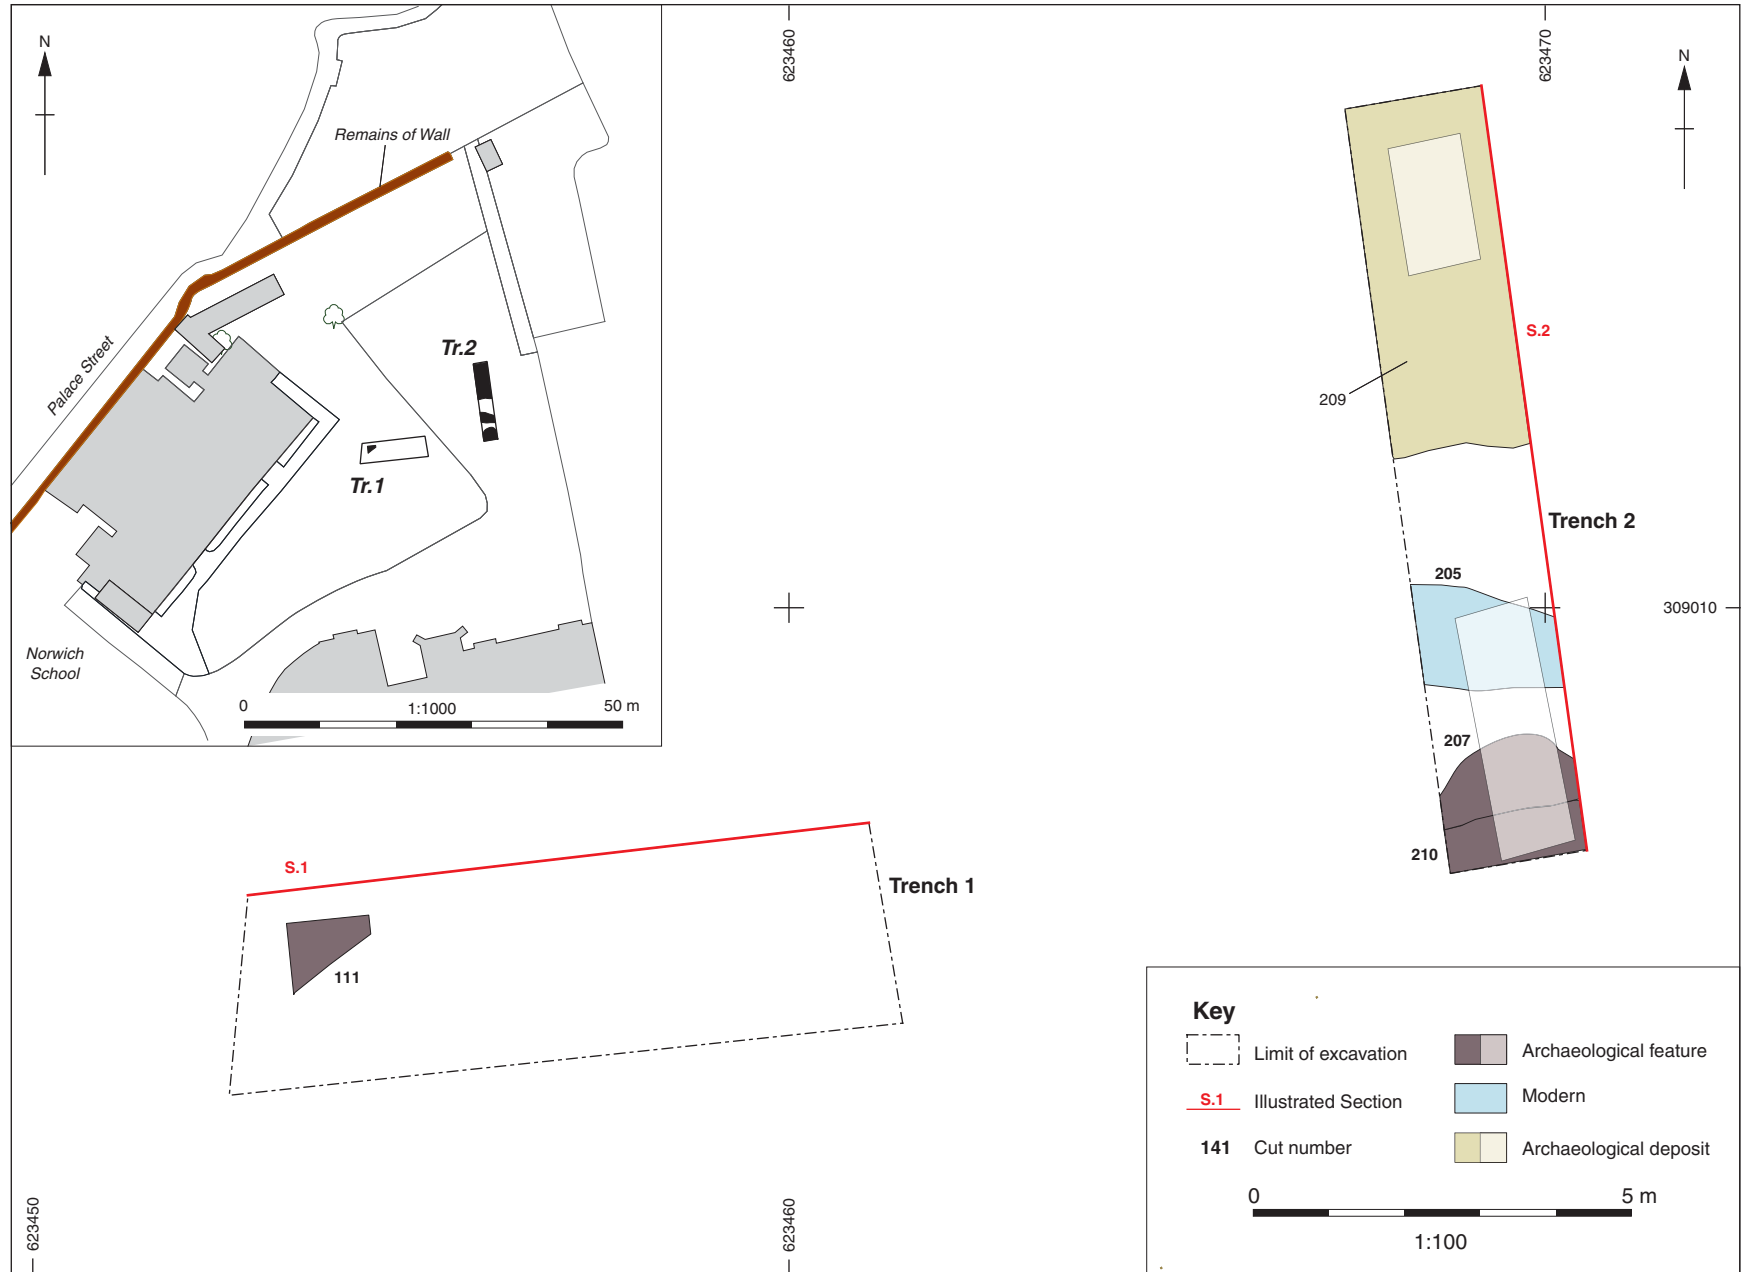 N
Remains of Wall
Palace Street
Tr.2
Tr.1
Norwich
School
0
1:1000
50 m
623460
623470
N
S.2
209
Trench 2
205
309010
207
210
S.1
Trench 1
111
623450
623460
Key
Limit of excavation
S.1
Illustrated Section
141
Cut number
Archaeological feature
Modern
Archaeological deposit
0
5 m
1:100